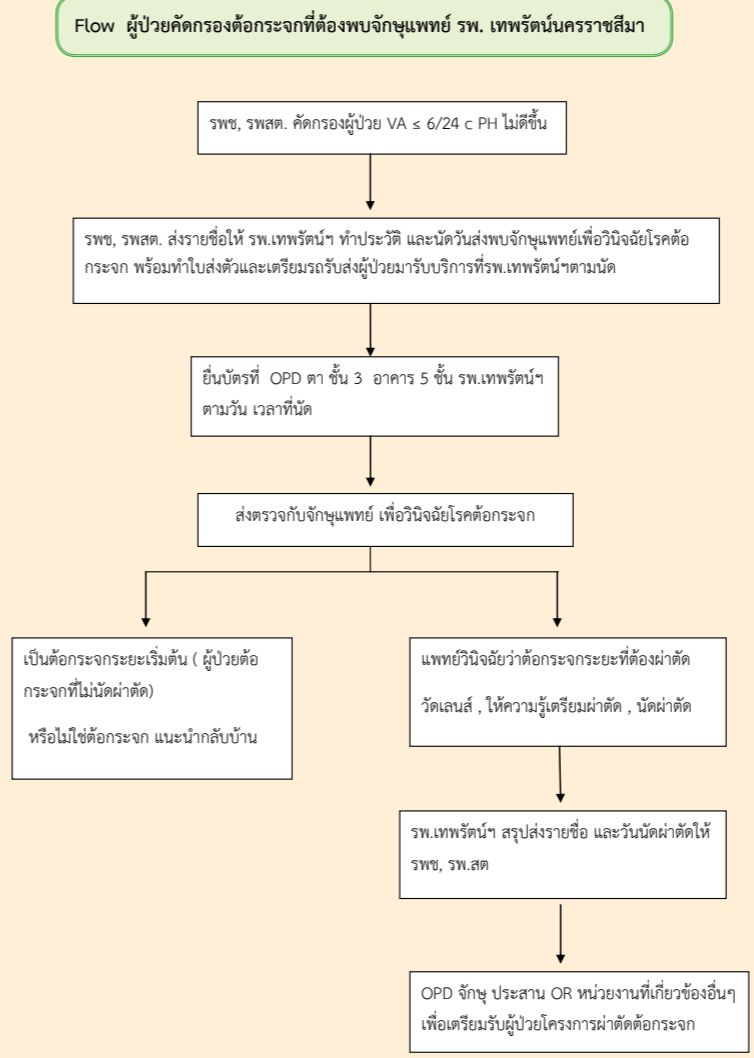 Flow ผู้ป่วยคัดกรองต้อกระจกที่ต้องพบจักษุแพทย์ รพ. เทพรัตน์นครราชสีมา
รพช, รพสต. คัดกรองผู้ป่วย VA ≤ 6/24 c PH ไม่ดีขึ้น
รพช, รพสต. ส่งรายชื่อให้ รพ.เทพรัตน์ฯ ทำประวัติ และนัดวันส่งพบจักษุแพทย์เพื่อวินิจฉัยโรคต้อ
กระจก พร้อมทำใบส่งตัวและเตรียมรถรับส่งผู้ป่วยมารับบริการที่รพ.เทพรัตน์ฯตามนัด
ยื่นบัตรที่ OPD ตา ชั้น 3 อาคาร 5 ชั้น รพ.เทพรัตน์ฯ
ตามวัน เวลาที่นัด
ส่งตรวจกับจักษุแพทย์ เพื่อวินิจฉัยโรคต้อกระจก
เป็นต้อกระจกระยะเริ่มต้น ( ผู้ป่วยต้อ
กระจกที่ไม่นัดผ่าตัด)
หรือไม่ใช่ต้อกระจก แนะนำกลับบ้าน
แพทย์วินิจฉัยว่าต้อกระจกระยะที่ต้องผ่าตัด
วัดเลนส์ , ให้ความรู้เตรียมผ่าตัด , นัดผ่าตัด
รพ.เทพรัตน์ฯ สรุปส่งรายชื่อ และวันนัดผ่าตัดให้
รพช, รพ.สต
OPD จักษุ ประสาน OR หน่วยงานที่เกี่ยวข้องอื่นๆ
เพื่อเตรียมรับผู้ป่วยโครงการผ่าตัดต้อกระจก